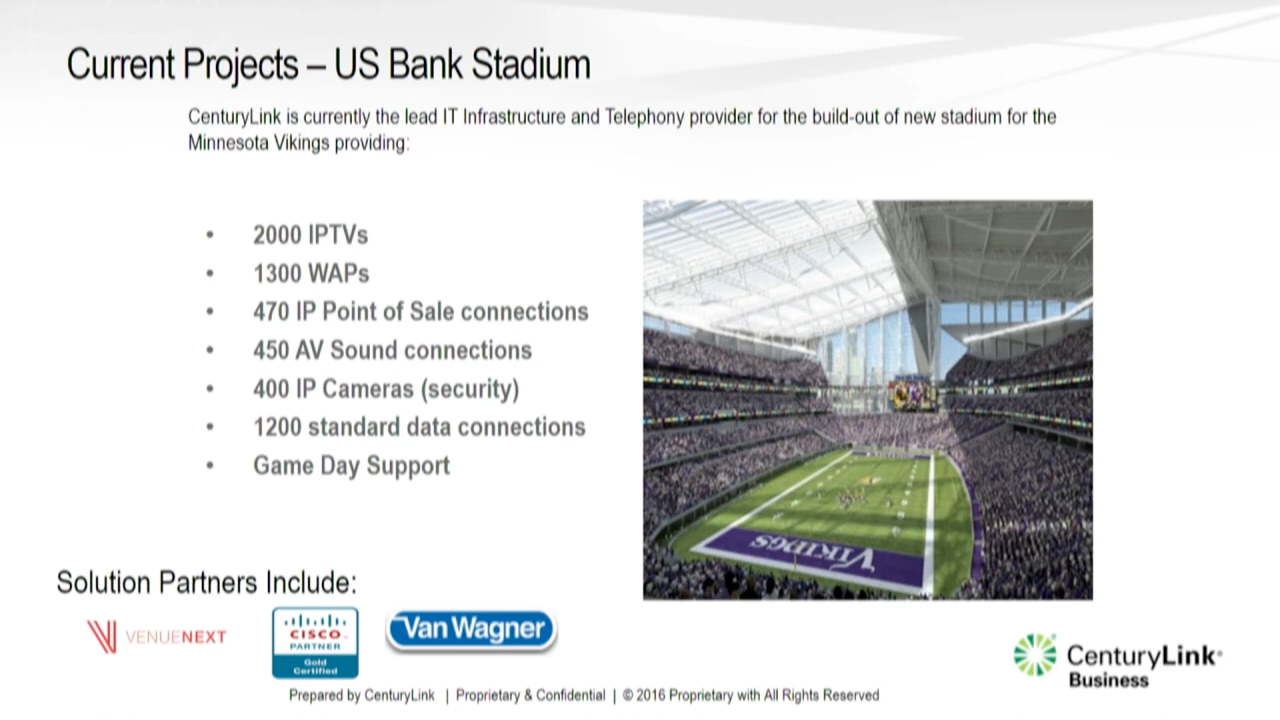 Current Projects – US Bank Stadium
CenturyLink is currently the lead IT Infrastructure and Telephony provider for the build-out of new stadium for the
Minnesota Vikings providing:
• 2000 IPTVs
• 1300 WAPs
• 470 IP Point of Sale connections
• 450 AV Sound connections
• 400 IP Cameras (security)
• 1200 standard data connections
• Game Day Support
VIKINGS
Solution Partners Include:
VENUENEXT
CISCO
PARTNER
Gold
Certified
Van Wagner
CenturyLink®
Business
Prepared by CenturyLink | Proprietary & Confidential | © 2016 Proprietary with All Rights Reserved